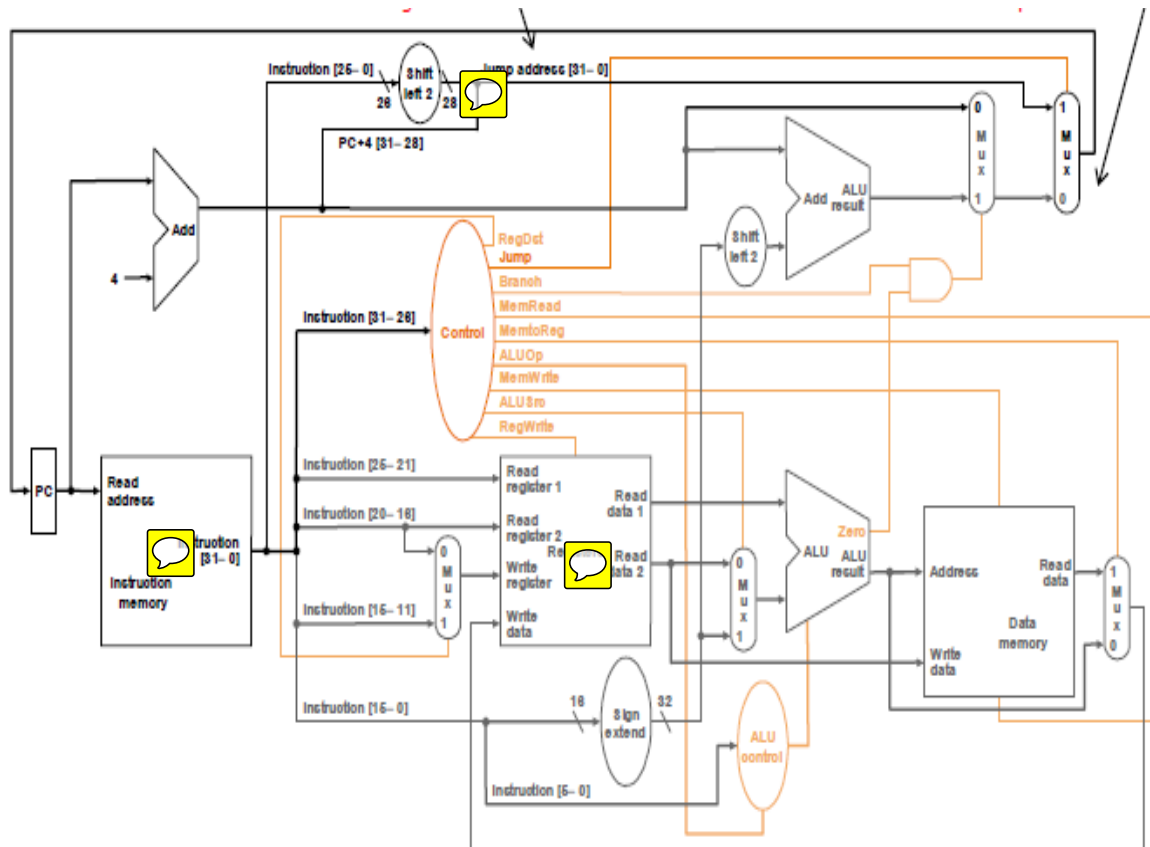 Instruction [25– 0]
Shift
left 2
Jump address [31– 0]
26
28
PC+4 [31– 28]
Add
4
0
M
u
x
1
1
M
u
x
0
Add
ALU
result
Shift
left 2
RegDst
Jump
Branch
MemRead
MemtoReg
ALUOp
MemWrite
ALUSrc
RegWrite
Control
Instruction [31– 26]
PC
Read
address
[31– 0]
Instruction
memory
Instruction [25– 21]
Instruction [20– 16]
Instruction [15– 11]
0
M
u
x
1
Read
register 1
Read
register 2
Write
register
Write
data
Read
data 1
Read
data 2
0
M
u
x
1
Zero
ALU
ALU
result
Address
Write
data
Read
data
Data
memory
1
M
u
x
0
Instruction [15– 0]
16
Sign
extend
32
ALU
control
Instruction [5– 0]